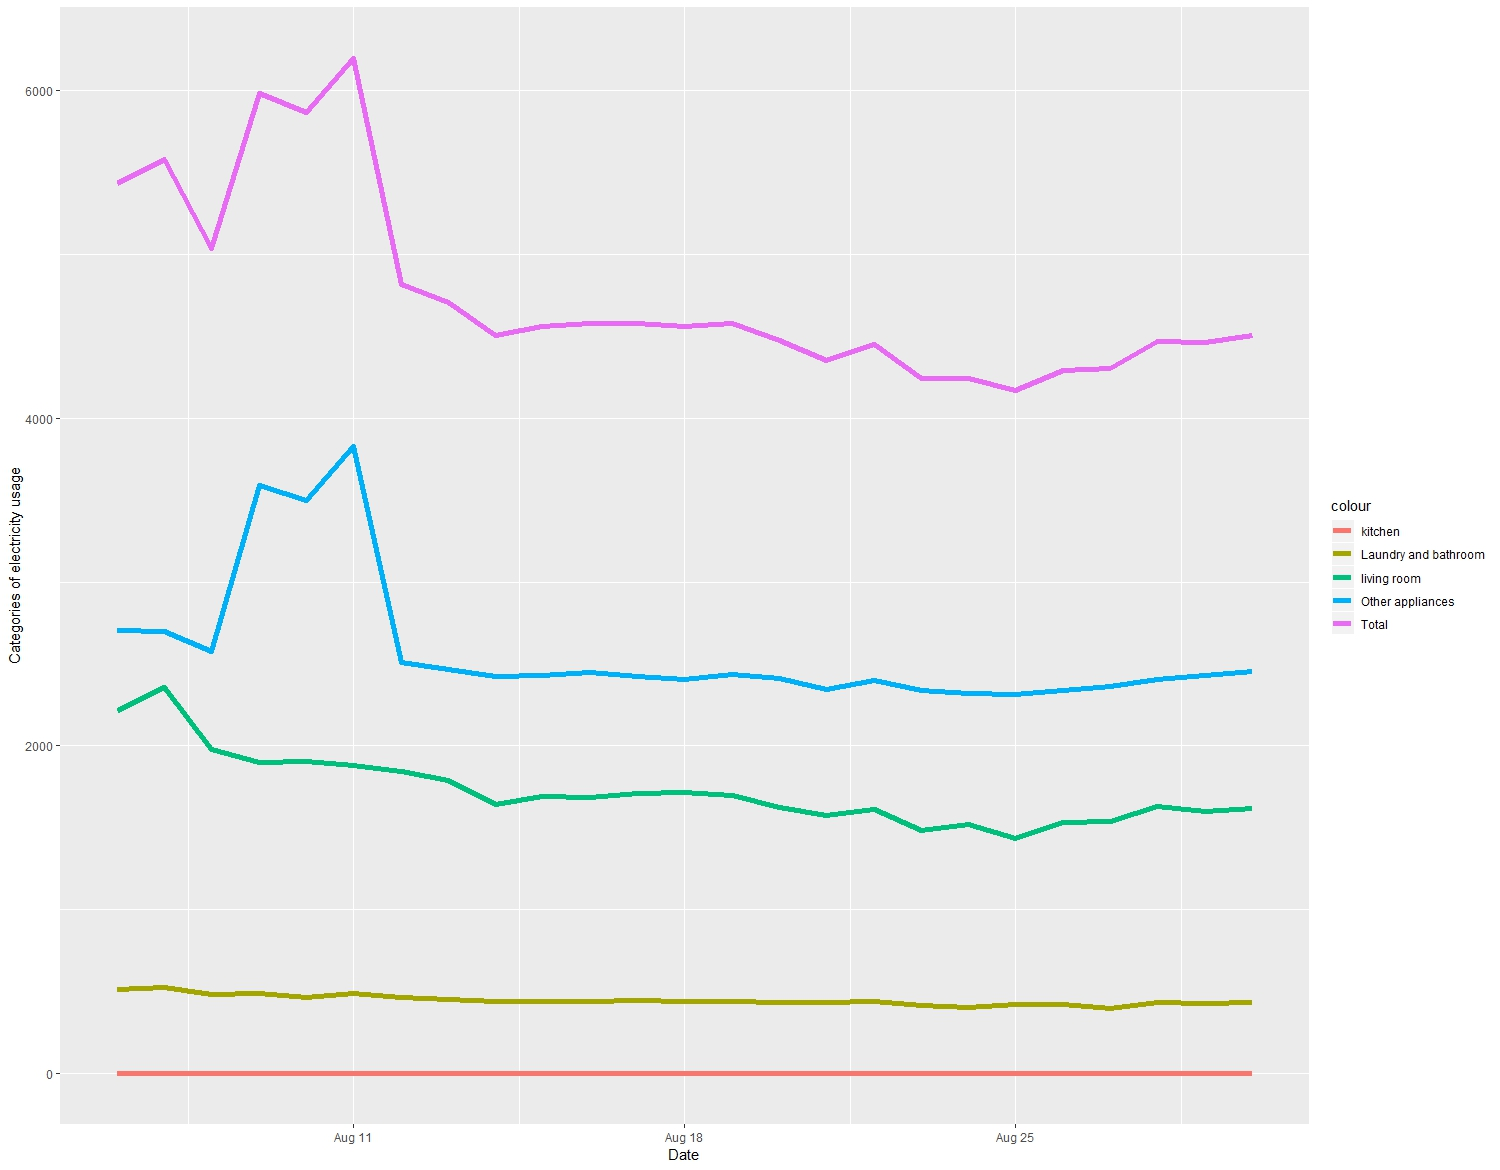 6000
4000
2000
0
Categories of electricity usage
Aug 11
Aug 18
Aug 25
Date
colour
kitchen
Laundry and bathroom
living room
Other appliances
Total